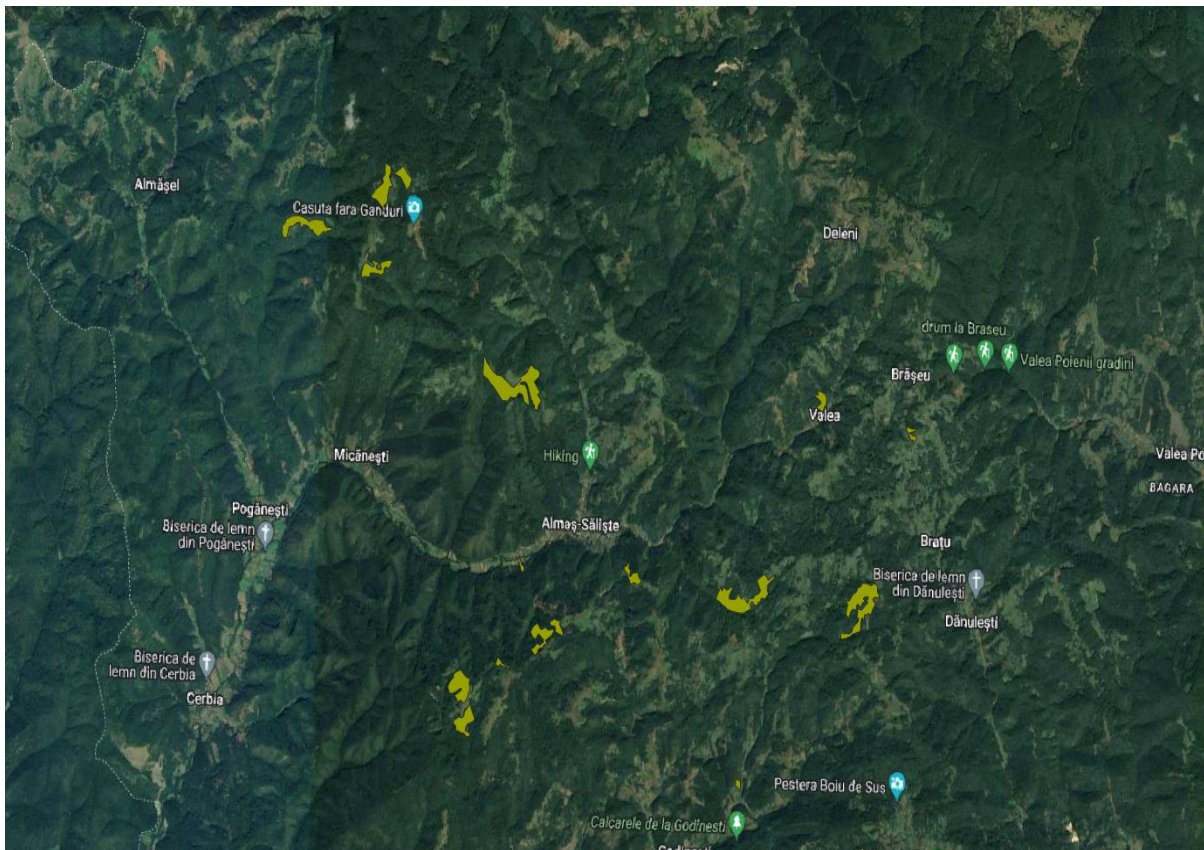 Almășel
Casuta fara Ganduri
Deleni
drum la Braseu
Valea Poienii gradini
Brășeu
Valea
Micănești
Hiking
Valea Po
BAGARA
Pogănești
Biserica de lemn
din Pogănești
Almaș-Săliște
Brațu
Biserica de lemn
din Dănulești
Dănulești
Biserica de
lemn din Cerbia
Cerbia
Pestera Boiu de Sus
Calcarele de la Godinesti